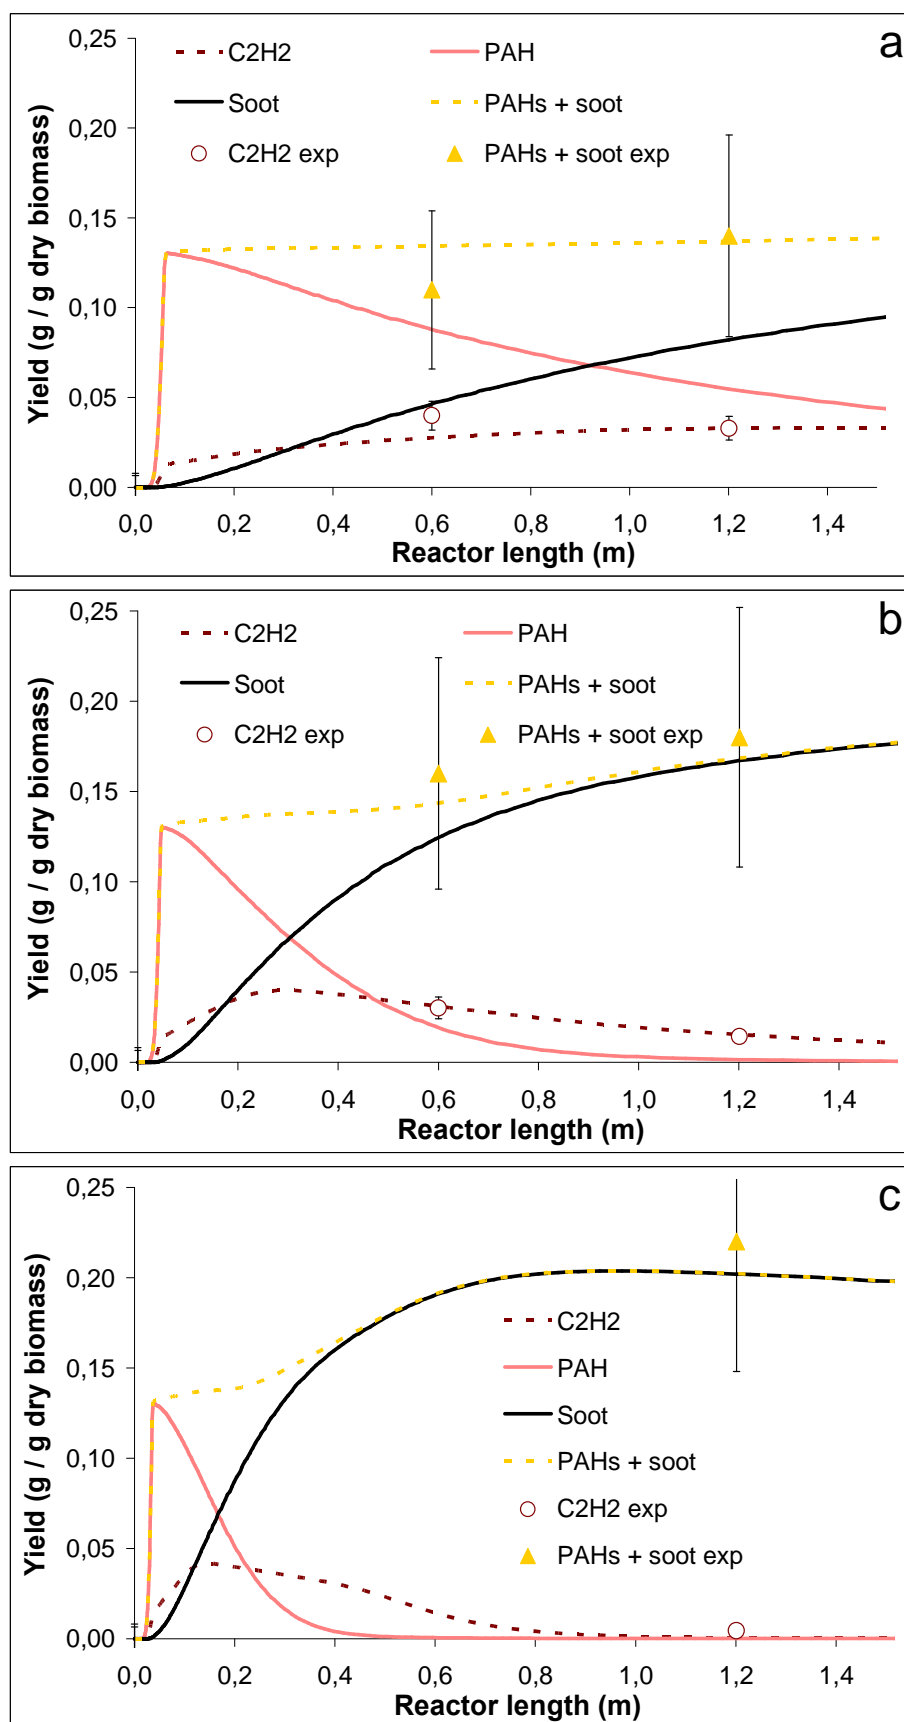 a
0,25
0,20
0,15
0,10
0,05
0,00
Yield (g / g dry biomass)
C2H2
PAH
Soot
PAHs + soot
C2H2 exp
PAHs + soot exp
0,0 0,2 0,4 0,6 0,8 1,0 1,2 1,4
Reactor length (m)
b
0,25
0,20
0,15
0,10
0,05
0,00
Yield (g / g dry biomass)
C2H2
PAH
Soot
PAHs + soot
C2H2 exp
PAHs + soot exp
0,0 0,2 0,4 0,6 0,8 1,0 1,2 1,4
Reactor length (m)
c
0,25
0,20
0,15
0,10
0,05
0,00
Yield (g / g dry biomass)
C2H2
PAH
Soot
PAHs + soot
C2H2 exp
PAHs + soot exp
0,0 0,2 0,4 0,6 0,8 1,0 1,2 1,4
Reactor length (m)